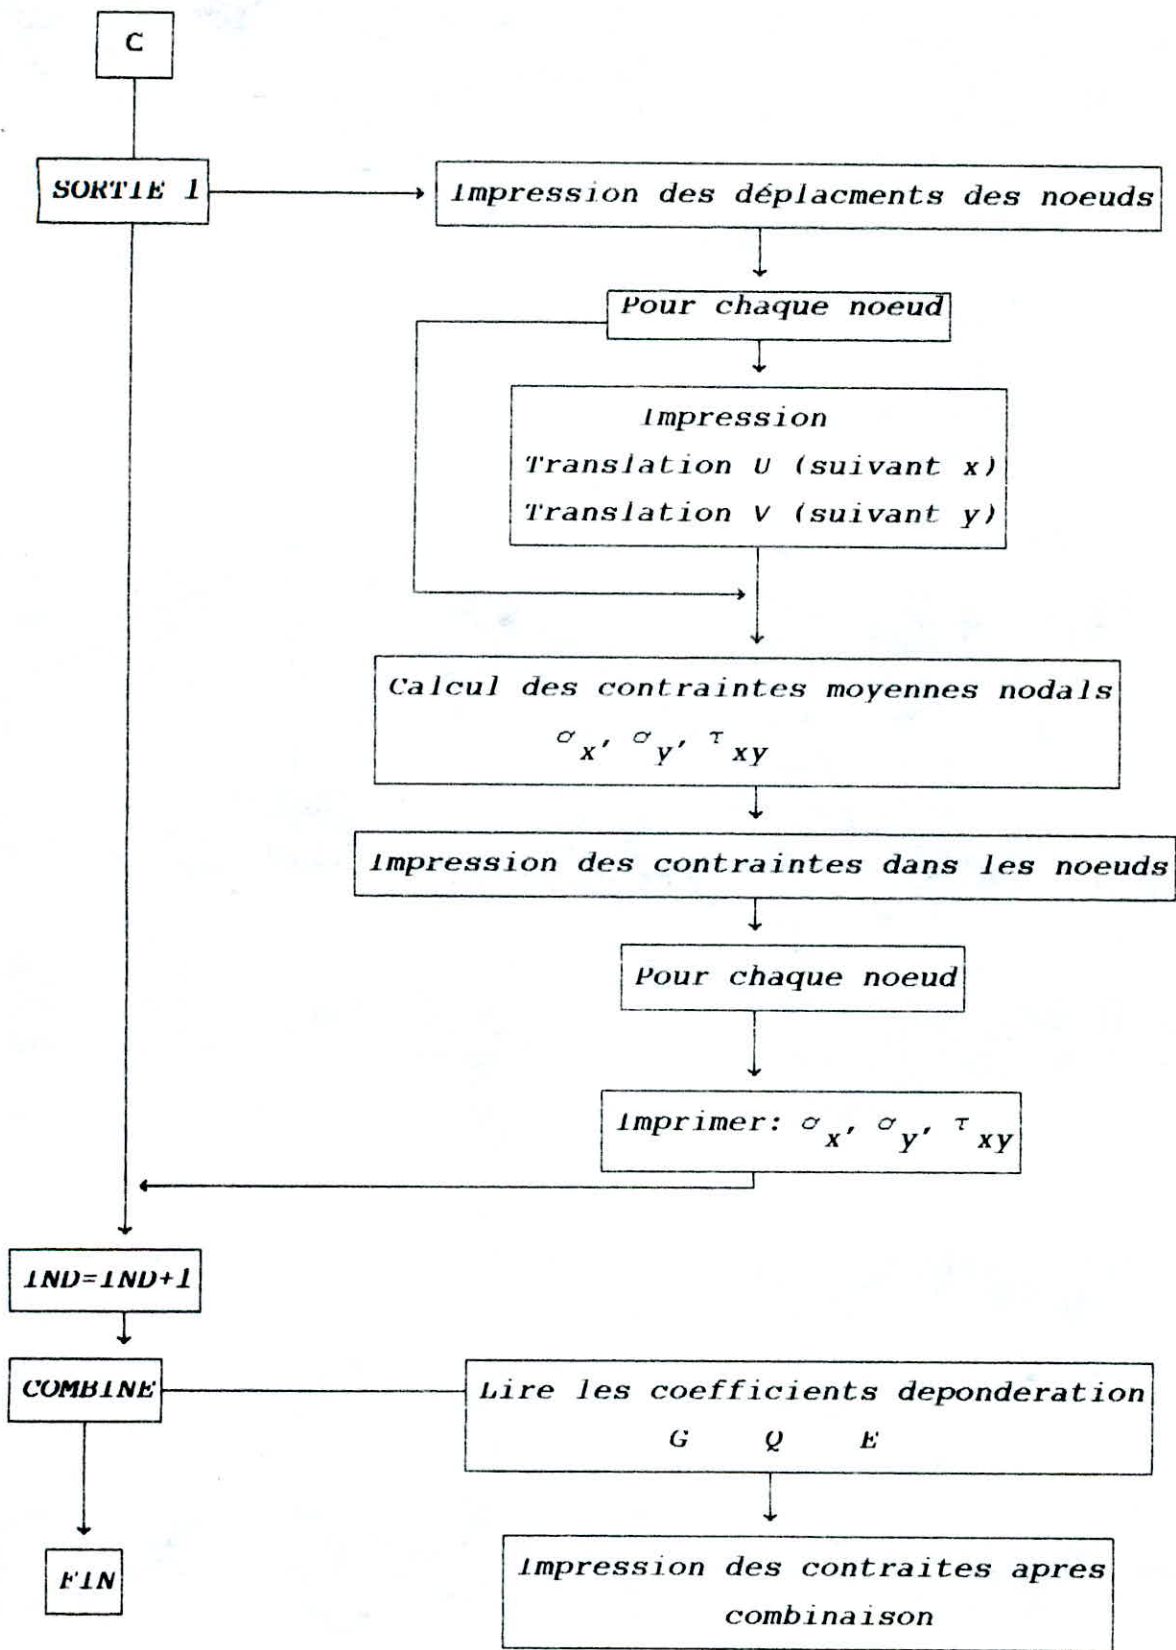 C
SORTIE 1
Impression des déplacments des noeuds
Pour chaque noeud
Impression
Translation U (suivant x)
Translation V (suivant y)
Calcul des contraintes moyennes nodals
σx, σy, τxy
Impression des contraintes dans les noeuds
Pour chaque noeud
Imprimer: σx, σy, τxy
IND=IND+1
COMBINE
Lire les coefficients deponderation
G Q E
FIN
Impression des contraites apres
combinaison